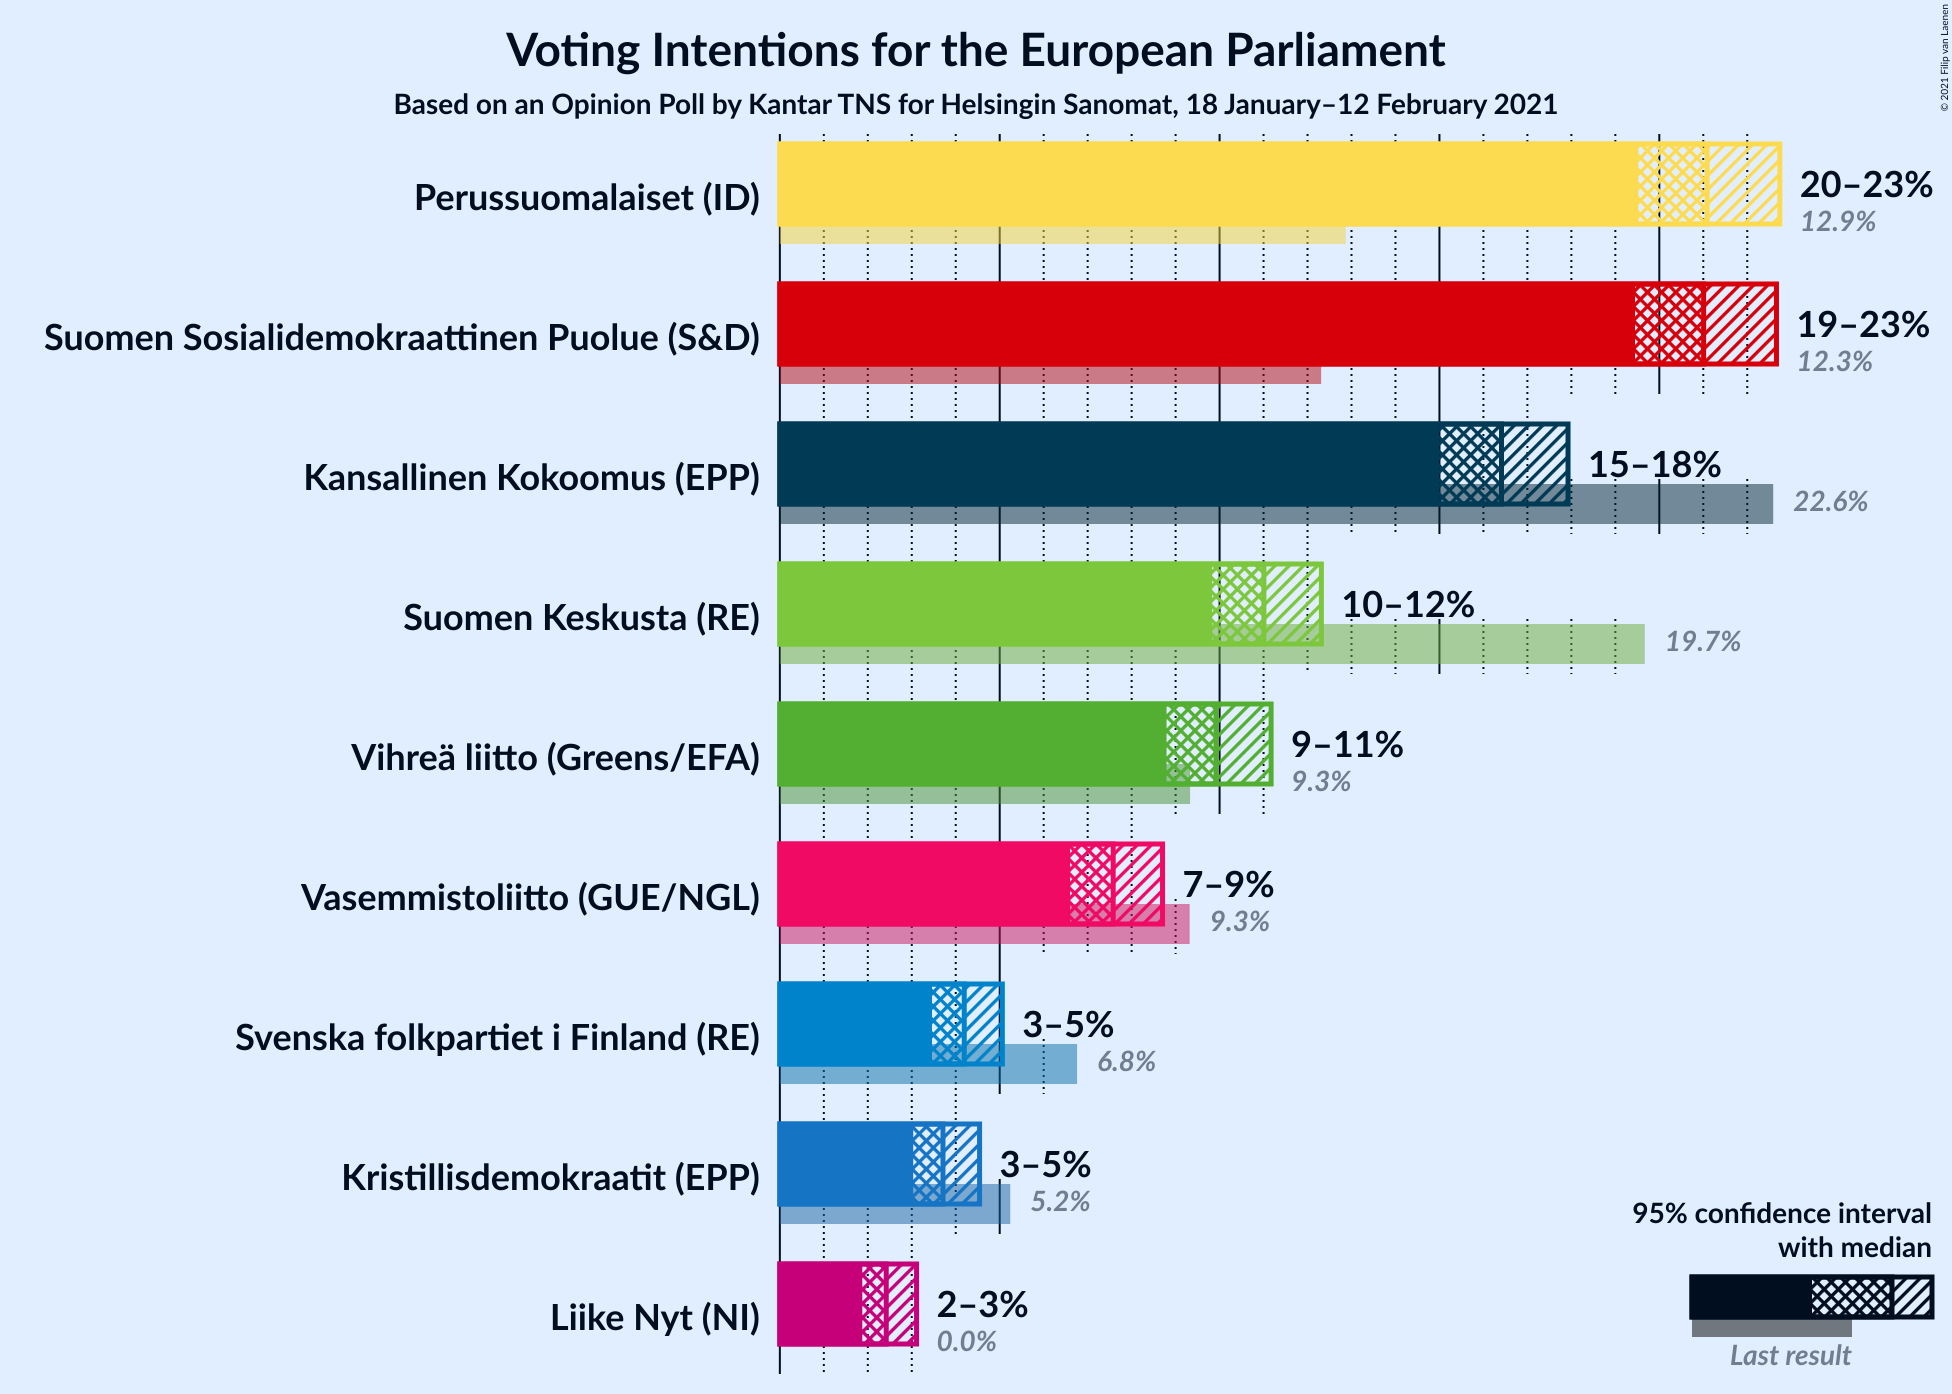 Voting Intentions for the European Parliament
Based on an Opinion Poll by Kantar TNS for Helsingin Sanomat, 18 January–12 February 2021
© 2021 Filip van Laenen
Perussuomalaiset (ID)
20–23%
12.9%
Suomen Sosialidemokraattinen Puolue (S&D)
19–23%
12.3%
Kansallinen Kokoomus (EPP)
15–18%
22.6%
Suomen Keskusta (RE)
10–12%
19.7%
Vihreä liitto (Greens/EFA)
9–11%
9.3%
Vasemmistoliitto (GUE/NGL)
7–9%
9.3%
Svenska folkpartiet i Finland (RE)
3–5%
6.8%
Kristillisdemokraatit (EPP)
3–5%
5.2%
Liike Nyt (NI)
2–3%
0.0%
95% confidence interval
with median
Last result